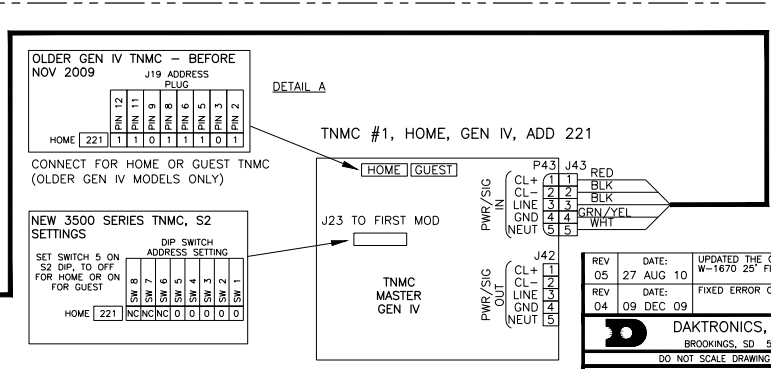 OLDER GEN IV TNMC – BEFORE
NOV 2009
J19 ADDRESS
PLUG
PIN 12 PIN 11 PIN 9 PIN 8 PIN 6 PIN 5 PIN 3 PIN 2
HOME 221 1 1 0 1 1 1 0 1
CONNECT FOR HOME OR GUEST TNMC
(OLDER GEN IV MODELS ONLY)
DETAIL A
NEW 3500 SERIES TNMC, S2
SETTINGS
DIP SWITCH
ADDRESS SETTING
SET SWITCH 5 ON
S2 DIP, TO OFF
FOR HOME OR ON
FOR GUEST
SW 8 SW 7 SW 6 SW 5 SW 4 SW 3 SW 2 SW 1
HOME 221 NC NC NC 0 0 0 0 0
TNMC #1, HOME, GEN IV, ADD 221
HOME GUEST
J23 TO FIRST MOD
TNMC
MASTER
GEN IV
P43 J43
PWR/SIG
IN
CL+ 1 1 RED
CL– 2 2 BLK
LINE 3 3 BLK
GND 4 4 GRN/YEL
NEUT 5 5 WHT
J42
PWR/SIG
OUT
CL+ 1
CL– 2
LINE 3
GND 4
NEUT 5
REV DATE: UPDATED THE
05 27 AUG 10 W–1670 25'
REV DATE: FIXED ERROR
04 09 DEC 09
DAKTRONICS,
BROOKINGS, SD
DO NOT SCALE DRAWING